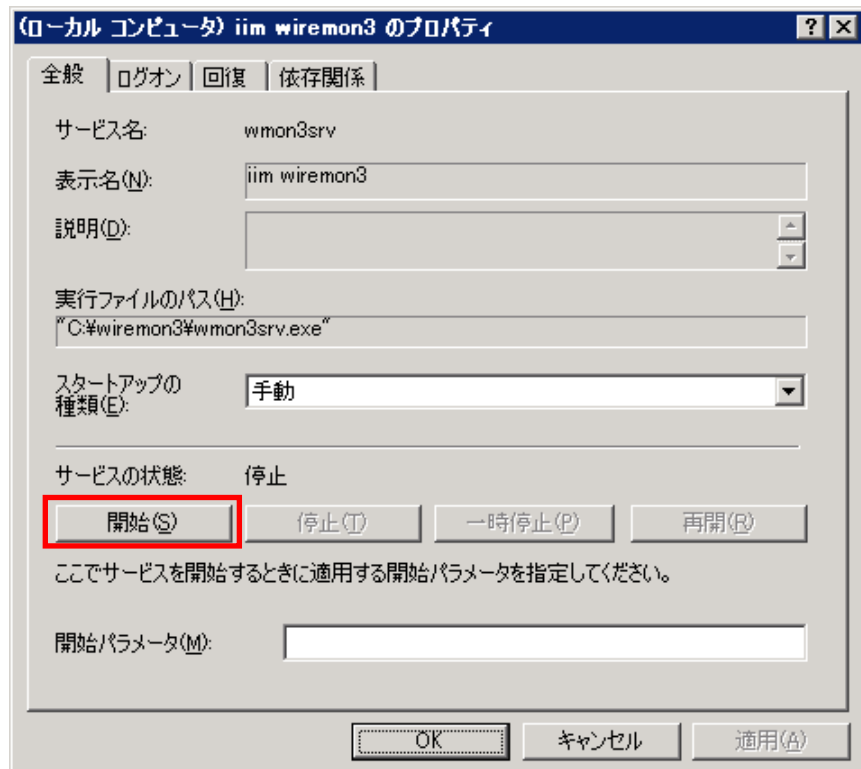 (ローカル コンピュータ) iim wiremon3 のプロパティ
全般 ログオン 回復 依存関係
サービス名: wmon3srv
表示名(N): iim wiremon3
説明(D):
実行ファイルのパス(H):
"C:¥wiremon3¥wmon3srv.exe"
スタートアップの
種類(E): 手動
サービスの状態: 停止
開始(S) 停止(T) 一時停止(P) 再開(R)
ここでサービスを開始するときに適用する開始パラメータを指定してください。
開始パラメータ(M):
OK キャンセル 適用(A)